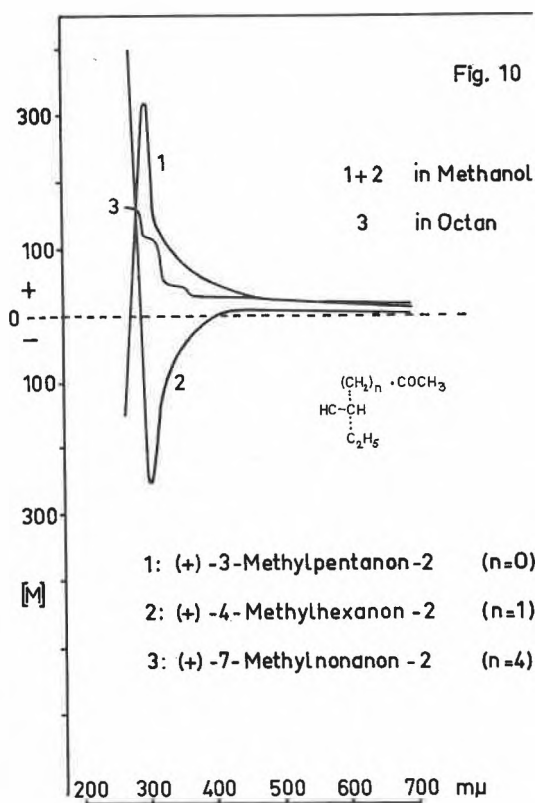 Fig. 10
300
1
2
3
1+2 in Methanol
3 in Octan
100
+
0
−
100
300
[M]
(CH₂)ₙ ·COCH₃
HC-CH
C₂H₅
1: (+) -3-Methylpentanon-2 (n=0)
2: (+) -4-Methylhexanon-2 (n=1)
3: (+) -7-Methylnonanon-2 (n=4)
200 300 400 500 600 700 mµ